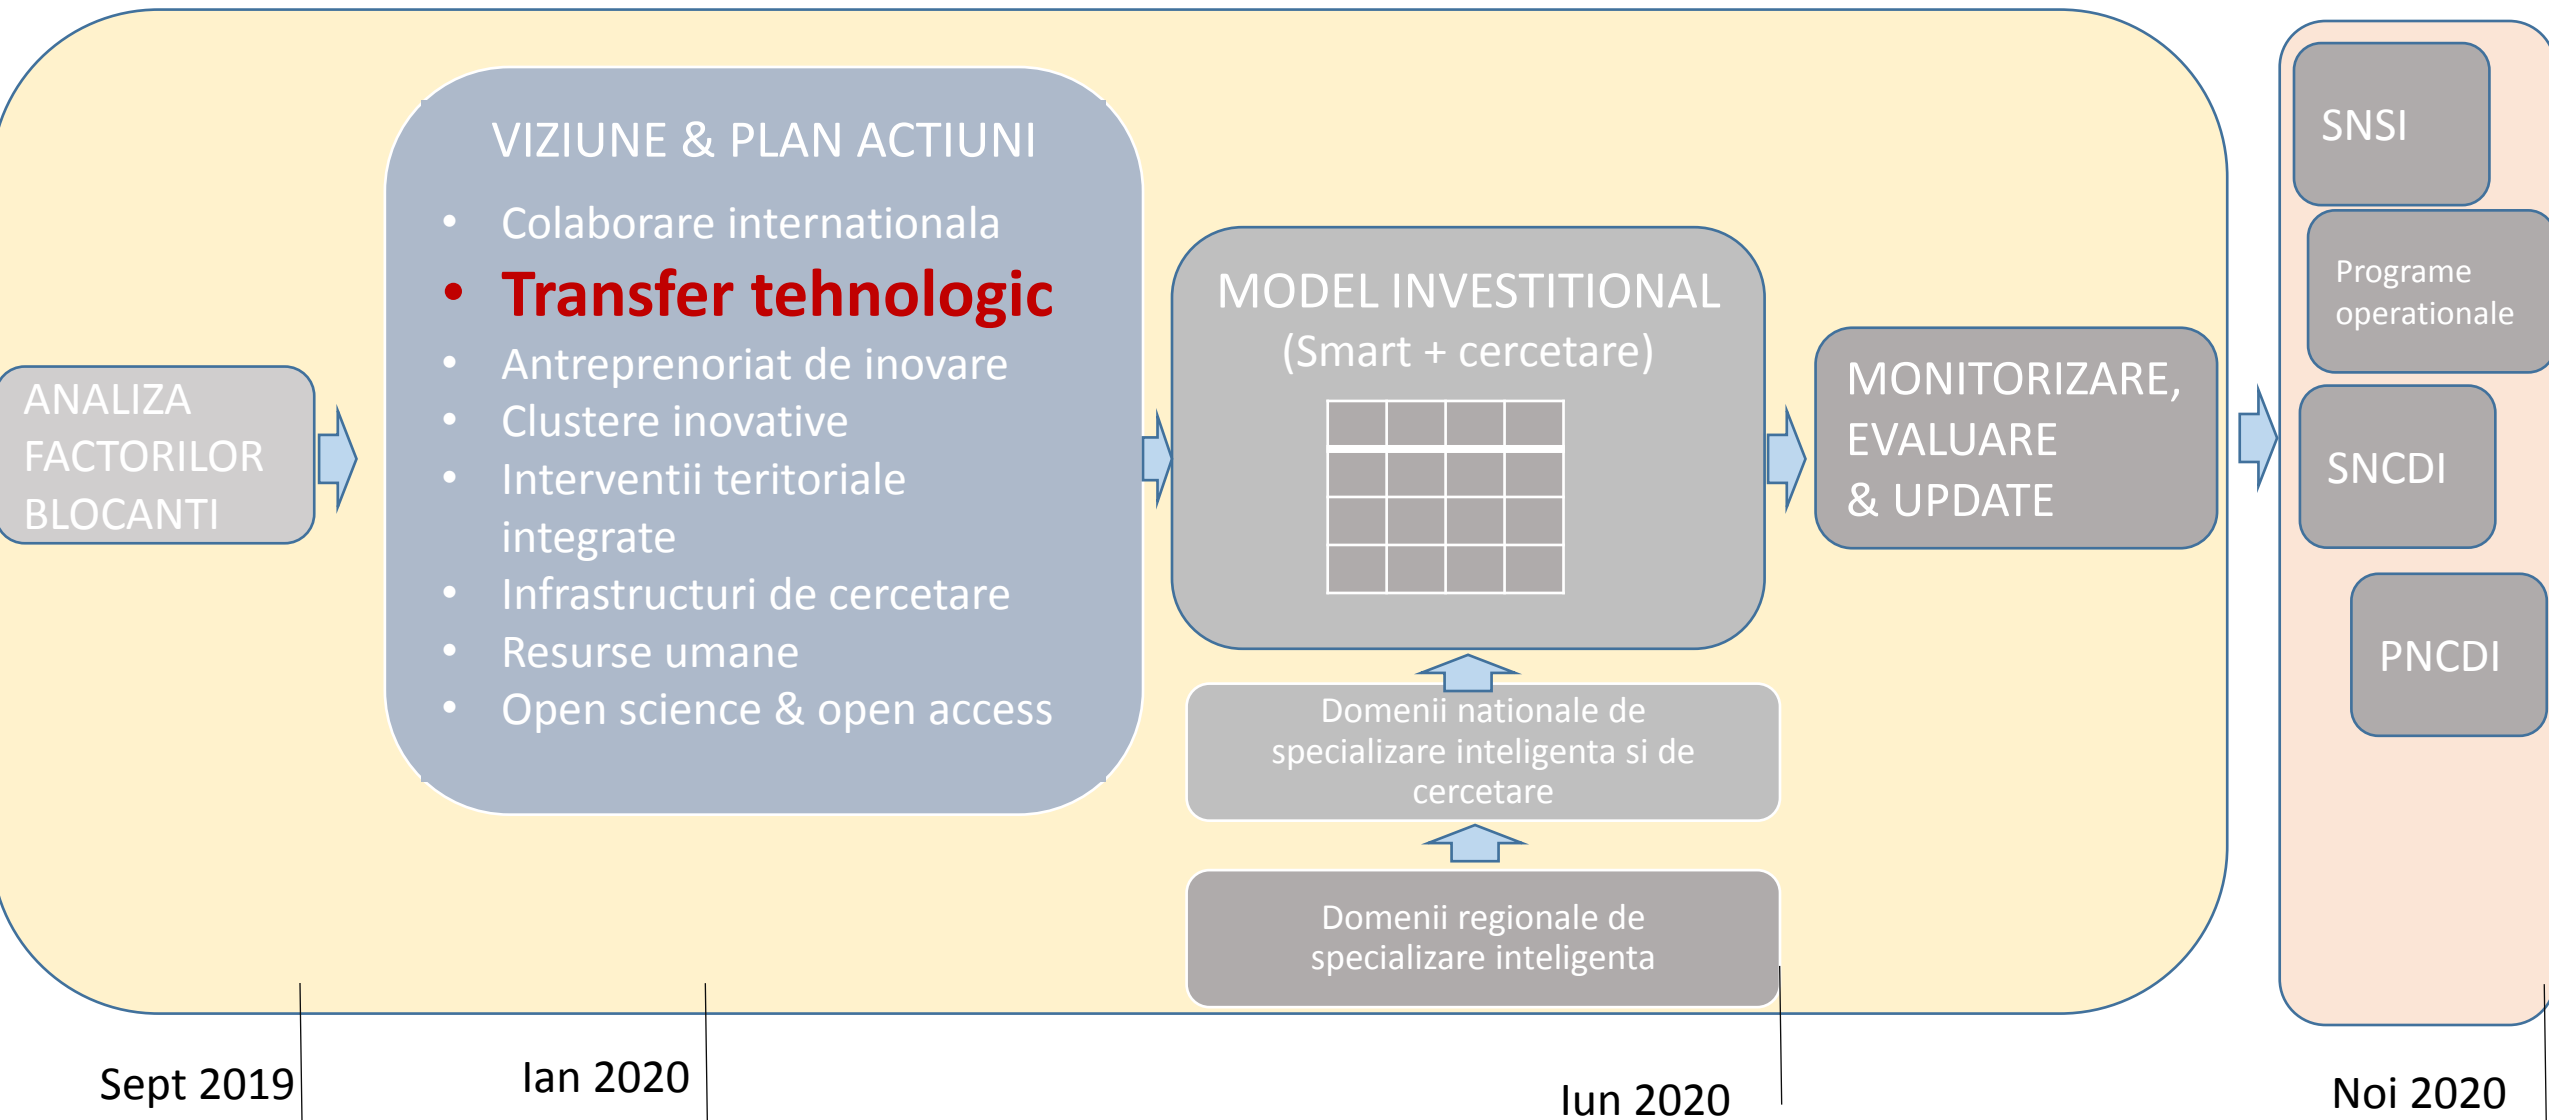 ANALIZA
FACTORILOR
BLOCANTI
VIZIUNE & PLAN ACTIUNI
• Colaborare internationala
• Transfer tehnologic
• Antreprenoriat de inovare
• Clustere inovative
• Interventii teritoriale
integrate
• Infrastructuri de cercetare
• Resurse umane
• Open science & open access
MODEL INVESTITIONAL
(Smart + cercetare)
Domenii nationale de
specializare inteligenta si de
cercetare
Domenii regionale de
specializare inteligenta
MONITORIZARE,
EVALUARE
& UPDATE
SNSI
Programe
operationale
SNCDI
PNCDI
Sept 2019
Ian 2020
Iun 2020
Noi 2020